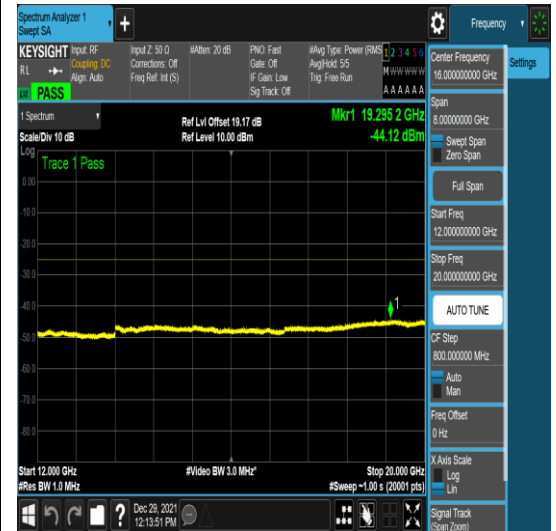 Spectrum Analyzer 1
Swept SA
+
Frequency
KEYSIGHT Input: RF Input Z: 50 Ω #Atten: 20 dB PNO: Fast #Avg Type: Power (RMS 1 2 3 4 5 6
RL Coupling: DC Corrections: Off Gate: Off Avg|Hold: 5/5 M W W W W W
Align: Auto Freq Ref: Int (S) IF Gain: Low Trig: Free Run
PASS Sig Track: Off A A A A A A
1 Spectrum
Ref Lvl Offset 19.17 dB Mkr1 19.295 2 GHz
Scale/Div 10 dB Ref Level 10.00 dBm -44.12 dBm
Log
Trace 1 Pass
0.00
-10.0
-20.0
-30.0
-40.0
-50.0
-60.0
-70.0
-80.0
1
Start 12.000 GHz #Video BW 3.0 MHz* Stop 20.000 GHz
#Res BW 1.0 MHz #Sweep ~1.00 s (20001 pts)
Center Frequency
16.000000000 GHz
Settings
Span
8.00000000 GHz
Swept Span
Zero Span
Full Span
Start Freq
12.000000000 GHz
Stop Freq
20.000000000 GHz
AUTO TUNE
CF Step
800.000000 MHz
Auto
Man
Freq Offset
0 Hz
X Axis Scale
Log
Lin
Signal Track
(Span Zoom)
?
Dec 29, 2021
12:13:51 PM